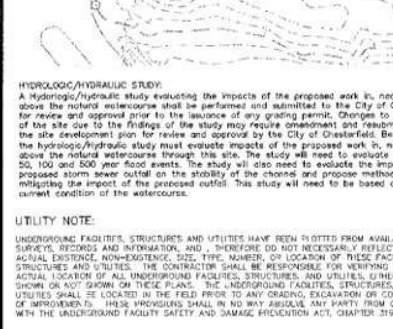 HYDROLOGIC/HYDRAULIC STUDY:
A Hydorlogic/Hydraulic study evaluating the impacts of the proposed work in, nec
above the natural watercourse shall be performed and submitted to the City of C
for review and approval prior to the issuance of any grading permit. Changes to
of the site due to the findings of the study may require amendment and resubm
the site development plan for review and approval by the City of Chesterfield. Be
the hydrologic/hydraulic study must evaluate impacts of the proposed work in, n
above the natural watercourse through this site. The study will need to evaluate
50, 100 and 500 year flood events. The study will also need to evaluate the imp
proposed storm sewer outfall on the stability of the channel and propose method
mitigating the impact of the proposed outfall. This study will need to be based o
current condition of the watercourse.
UTILITY NOTE:
UNDERGROUND FACILITIES, STRUCTURES AND UTILITIES HAVE BEEN PLOTTED FROM AVAIL
SURVEYS, RECORDS AND INFORMATION, AND , THEREFORE DO NOT NECESSARILY REFLEC
ACTUAL EXISTENCE, NON-EXISTENCE, SIZE, TYPE, NUMBER, OR LOCATION OF THESE FAC
STRUCTURES AND UTILITIES. THE CONTRACTOR SHALL BE RESPONSIBLE FOR VERIFYING
ACTUAL LOCATION OF ALL UNDERGROUND FACILITIES, STRUCTURES, AND UTILITIES, EITHE
SHOWN OR NOT SHOWN ON THESE PLANS. THE UNDERGROUND FACILITIES, STRUCTURES,
UTILITIES SHALL BE LOCATED IN THE FIELD PRIOR TO ANY GRADING, EXCAVATION OR CO
OF IMPROVEMENTS. THESE PROVISIONS SHALL IN NO WAY ABSOLVE ANY PARTY FROM C
WITH THE UNDERGROUND FACILITY SAFETY AND DAMAGE PREVENTION ACT, CHAPTER 319